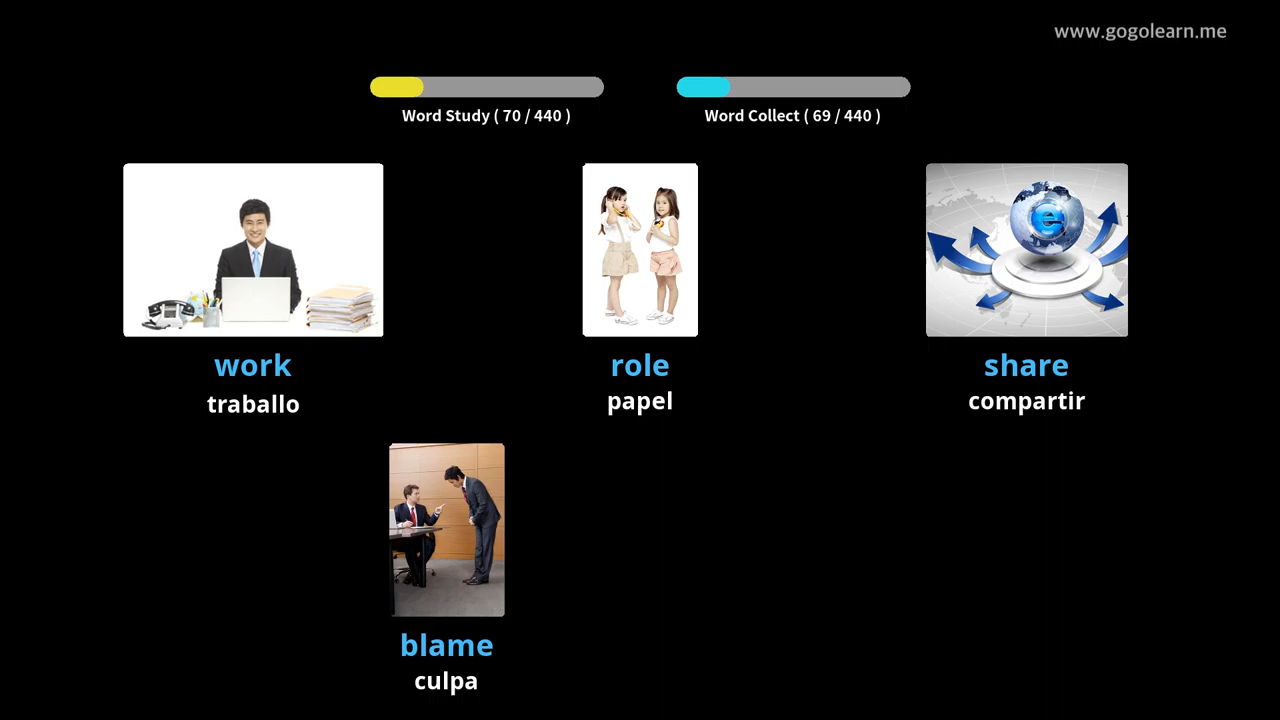 www.gogolearn.me
Word Study ( 70 / 440 )
Word Collect ( 69 / 440 )
work
traballo
role
papel
share
compartir
blame
culpa